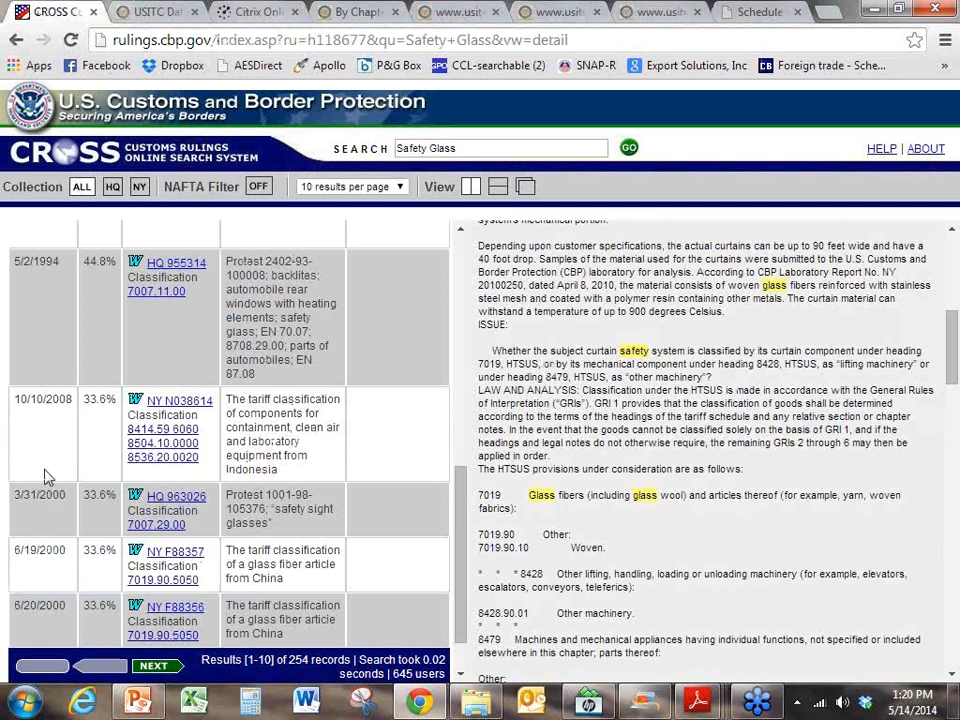 CROSS Cu
USITC Dat
Citrix Onl
By Chapte
www.usite
www.usite
www.usite
Schedule
rulings.cbp.gov/index.asp?ru=h118677&qu=Safety+Glass&vw=detail
Apps
Facebook
Dropbox
AESDirect
Apollo
P&G Box
CCL-searchable (2)
SNAP-R
Export Solutions, Inc
Foreign trade - Sche...
»
U.S. Customs and Border Protection
Securing America's Borders
CROSS CUSTOMS RULINGS
ONLINE SEARCH SYSTEM
SEARCH
Safety Glass
GO
HELP | ABOUT
Collection ALL HQ NY NAFTA Filter OFF 10 results per page View
5/2/1994
44.8%
W HQ 955314
Classification
7007.11.00
Protest 2402-93-
100008; backlites;
automobile rear
windows with heating
elements; safety
glass; EN 70.07;
8708.29.00; parts of
automobiles; EN
87.08
10/10/2008
33.6%
W NY N038614
Classification
8414.59 6060
8504.10.0000
8536.20.0020
The tariff classification
of components for
containment, clean air
and laboratory
equipment from
Indonesia
3/31/2000
33.6%
W HQ 963026
Classification
7007.29.00
Protest 1001-98-
105376; "safety sight
glasses"
6/19/2000
33.6%
W NY F88357
Classification
7019.90.5050
The tariff classification
of a glass fiber article
from China
6/20/2000
33.6%
W NY F88356
Classification
7019.90.5050
The tariff classification
of a glass fiber article
from China
NEXT
Results [1-10] of 254 records | Search took 0.02
seconds | 645 users
system's mechanical portion.
Depending upon customer specifications, the actual curtains can be up to 90 feet wide and have a
40 foot drop. Samples of the material used for the curtains were submitted to the U.S. Customs and
Border Protection (CBP) laboratory for analysis. According to CBP Laboratory Report No. NY
20100250, dated April 8, 2010, the material consists of woven glass fibers reinforced with stainless
steel mesh and coated with a polymer resin containing other metals. The curtain material can
withstand a temperature of up to 900 degrees Celsius.
ISSUE:
Whether the subject curtain safety system is classified by its curtain component under heading
7019, HTSUS, or by its mechanical component under heading 8428, HTSUS, as "lifting machinery" or
under heading 8479, HTSUS, as "other machinery"?
LAW AND ANALYSIS: Classification under the HTSUS is made in accordance with the General Rules
of Interpretation ("GRIs"). GRI 1 provides that the classification of goods shall be determined
according to the terms of the headings of the tariff schedule and any relative section or chapter
notes. In the event that the goods cannot be classified solely on the basis of GRI 1, and if the
headings and legal notes do not otherwise require, the remaining GRIs 2 through 6 may then be
applied in order.
The HTSUS provisions under consideration are as follows:
7019 Glass fibers (including glass wool) and articles thereof (for example, yarn, woven
fabrics):
7019.90 Other:
7019.90.10 Woven.
* * * 8428 Other lifting, handling, loading or unloading machinery (for example, elevators,
escalators, conveyors, teleferics):
8428.90.01 Other machinery.
* * *
8479 Machines and mechanical appliances having individual functions, not specified or included
elsewhere in this chapter; parts thereof:
Other:
1:20 PM
5/14/2014